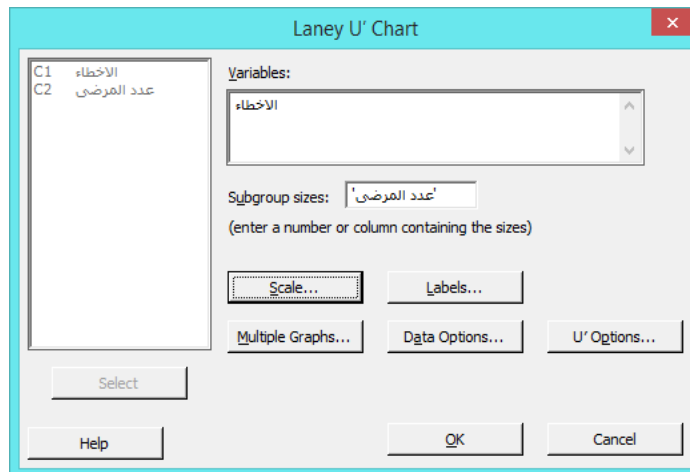 Laney U' Chart
C1 الاخطاء
C2 عدد المرضى
Variables:
الاخطاء
Subgroup sizes: 'عدد المرضى'
(enter a number or column containing the sizes)
Scale... Labels...
Multiple Graphs... Data Options... U' Options...
Select
Help OK Cancel